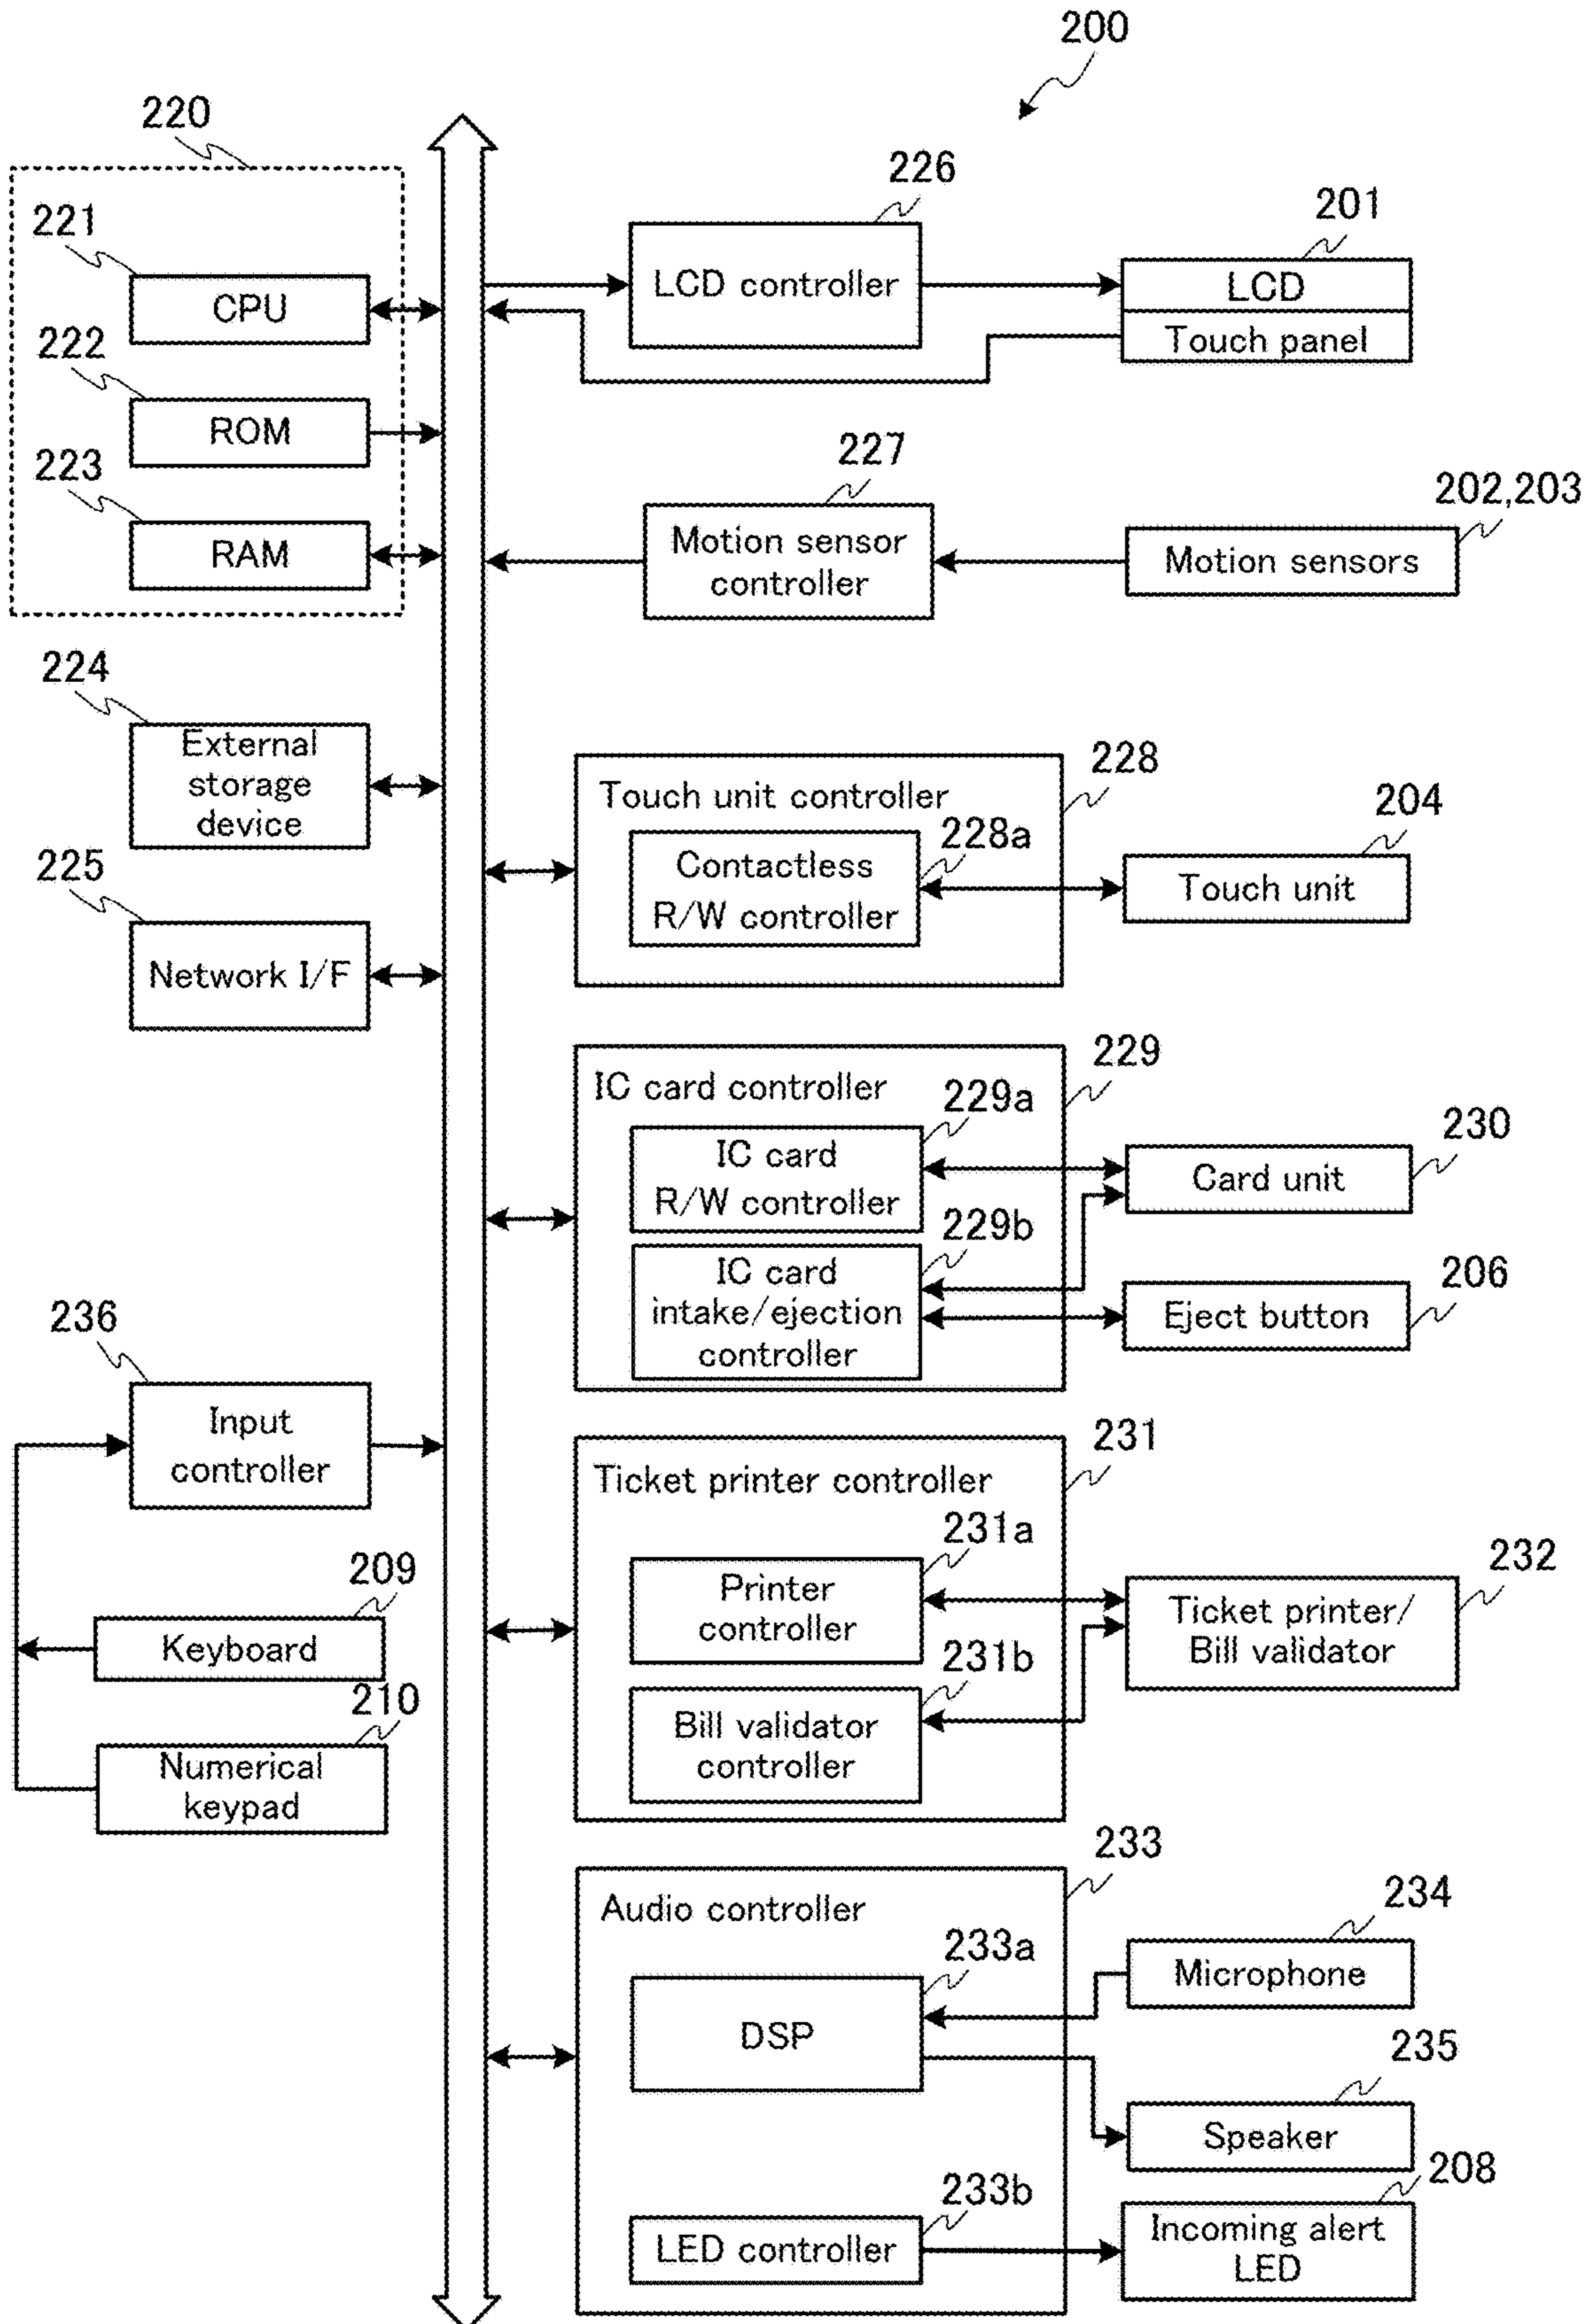 200
220
226
221
201
CPU
LCD controller
LCD
Touch panel
222
ROM
227
223
202,203
RAM
Motion sensor
controller
Motion sensors
224
External
storage
device
228
Touch unit controller
204
228a
Contactless
R/W controller
Touch unit
225
Network I/F
229
IC card controller
229a
230
IC card
R/W controller
Card unit
229b
IC card
intake/ejection
controller
206
Eject button
236
Input
controller
231
Ticket printer controller
231a
232
Printer
controller
Ticket printer/
Bill validator
209
Keyboard
231b
210
Bill validator
controller
Numerical
keypad
233
Audio controller
234
233a
Microphone
DSP
235
Speaker
208
233b
LED controller
Incoming alert
LED